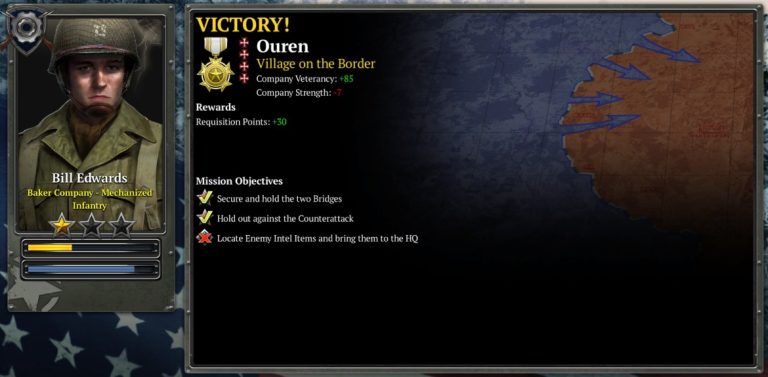 VICTORY!
Ouren
Village on the Border
Company Veterancy: +85
Company Strength: -7
Rewards
Requisition Points: +30
Bill Edwards
Baker Company - Mechanized
Infantry
Mission Objectives
Secure and hold the two Bridges
Hold out against the Counterattack
Locate Enemy Intel Items and bring them to the HQ